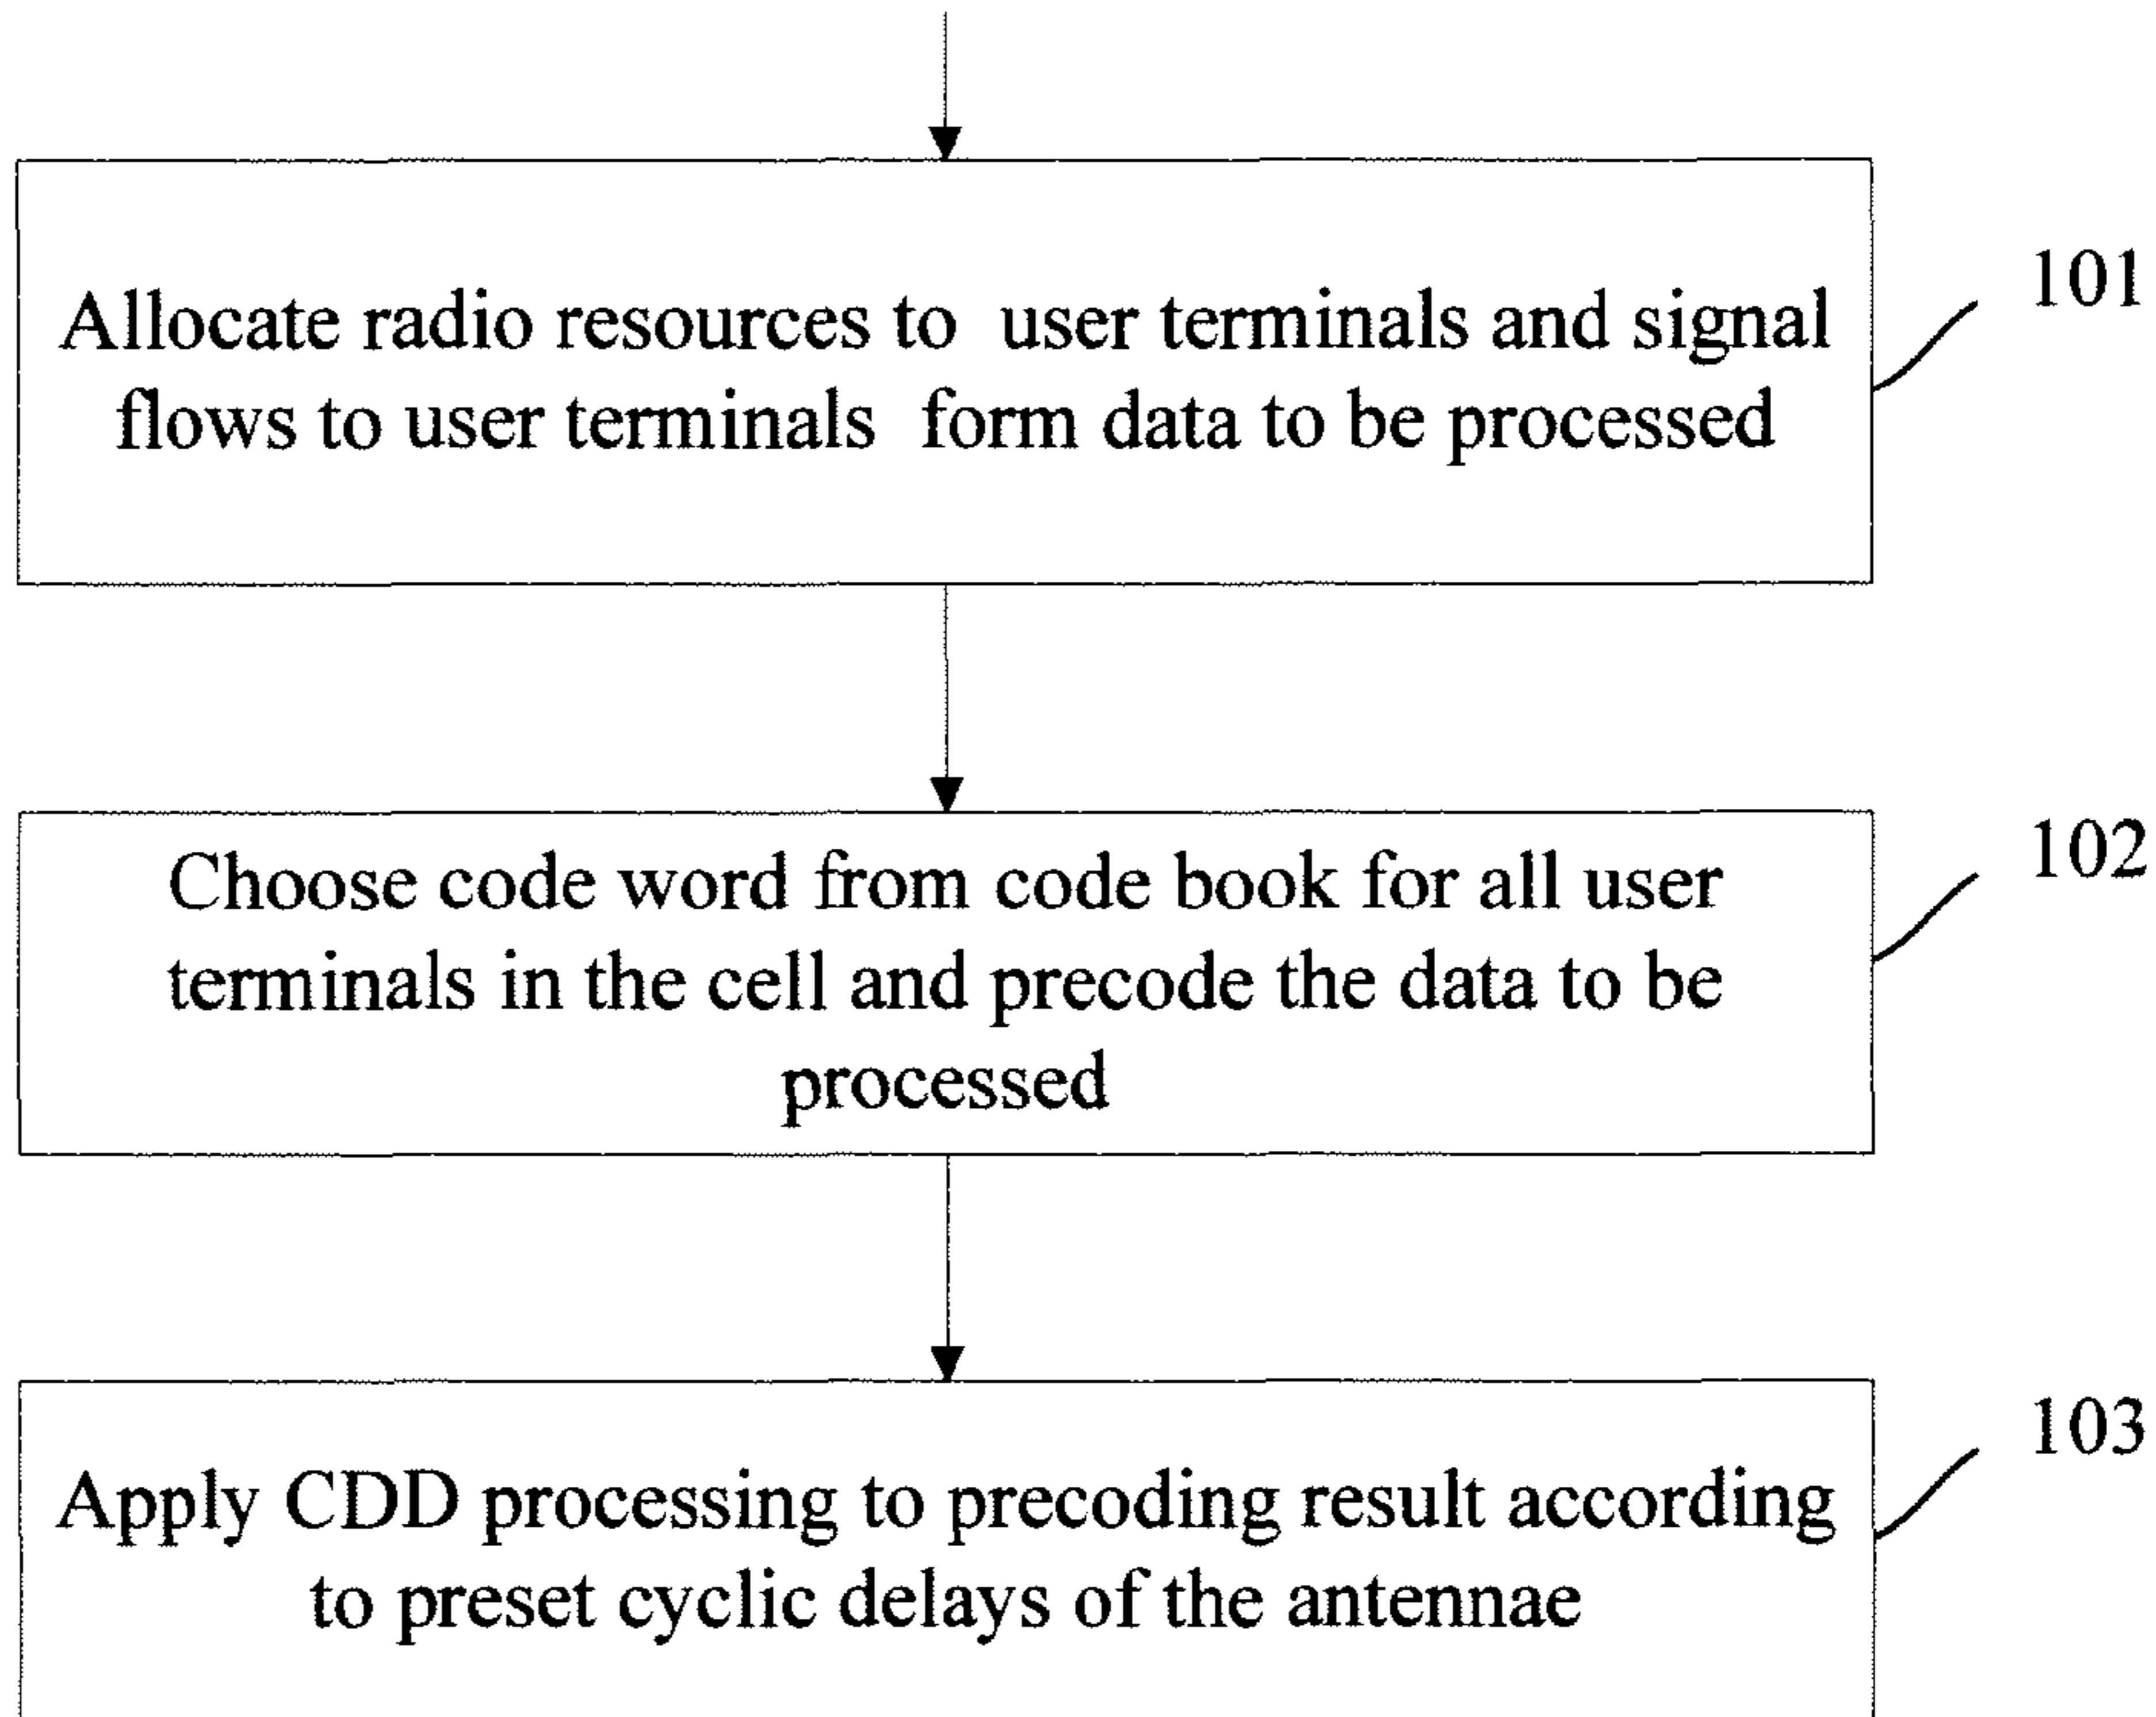 101
Allocate radio resources to user terminals and signal
flows to user terminals form data to be processed
102
Choose code word from code book for all user
terminals in the cell and precode the data to be
processed
103
Apply CDD processing to precoding result according
to preset cyclic delays of the antennae